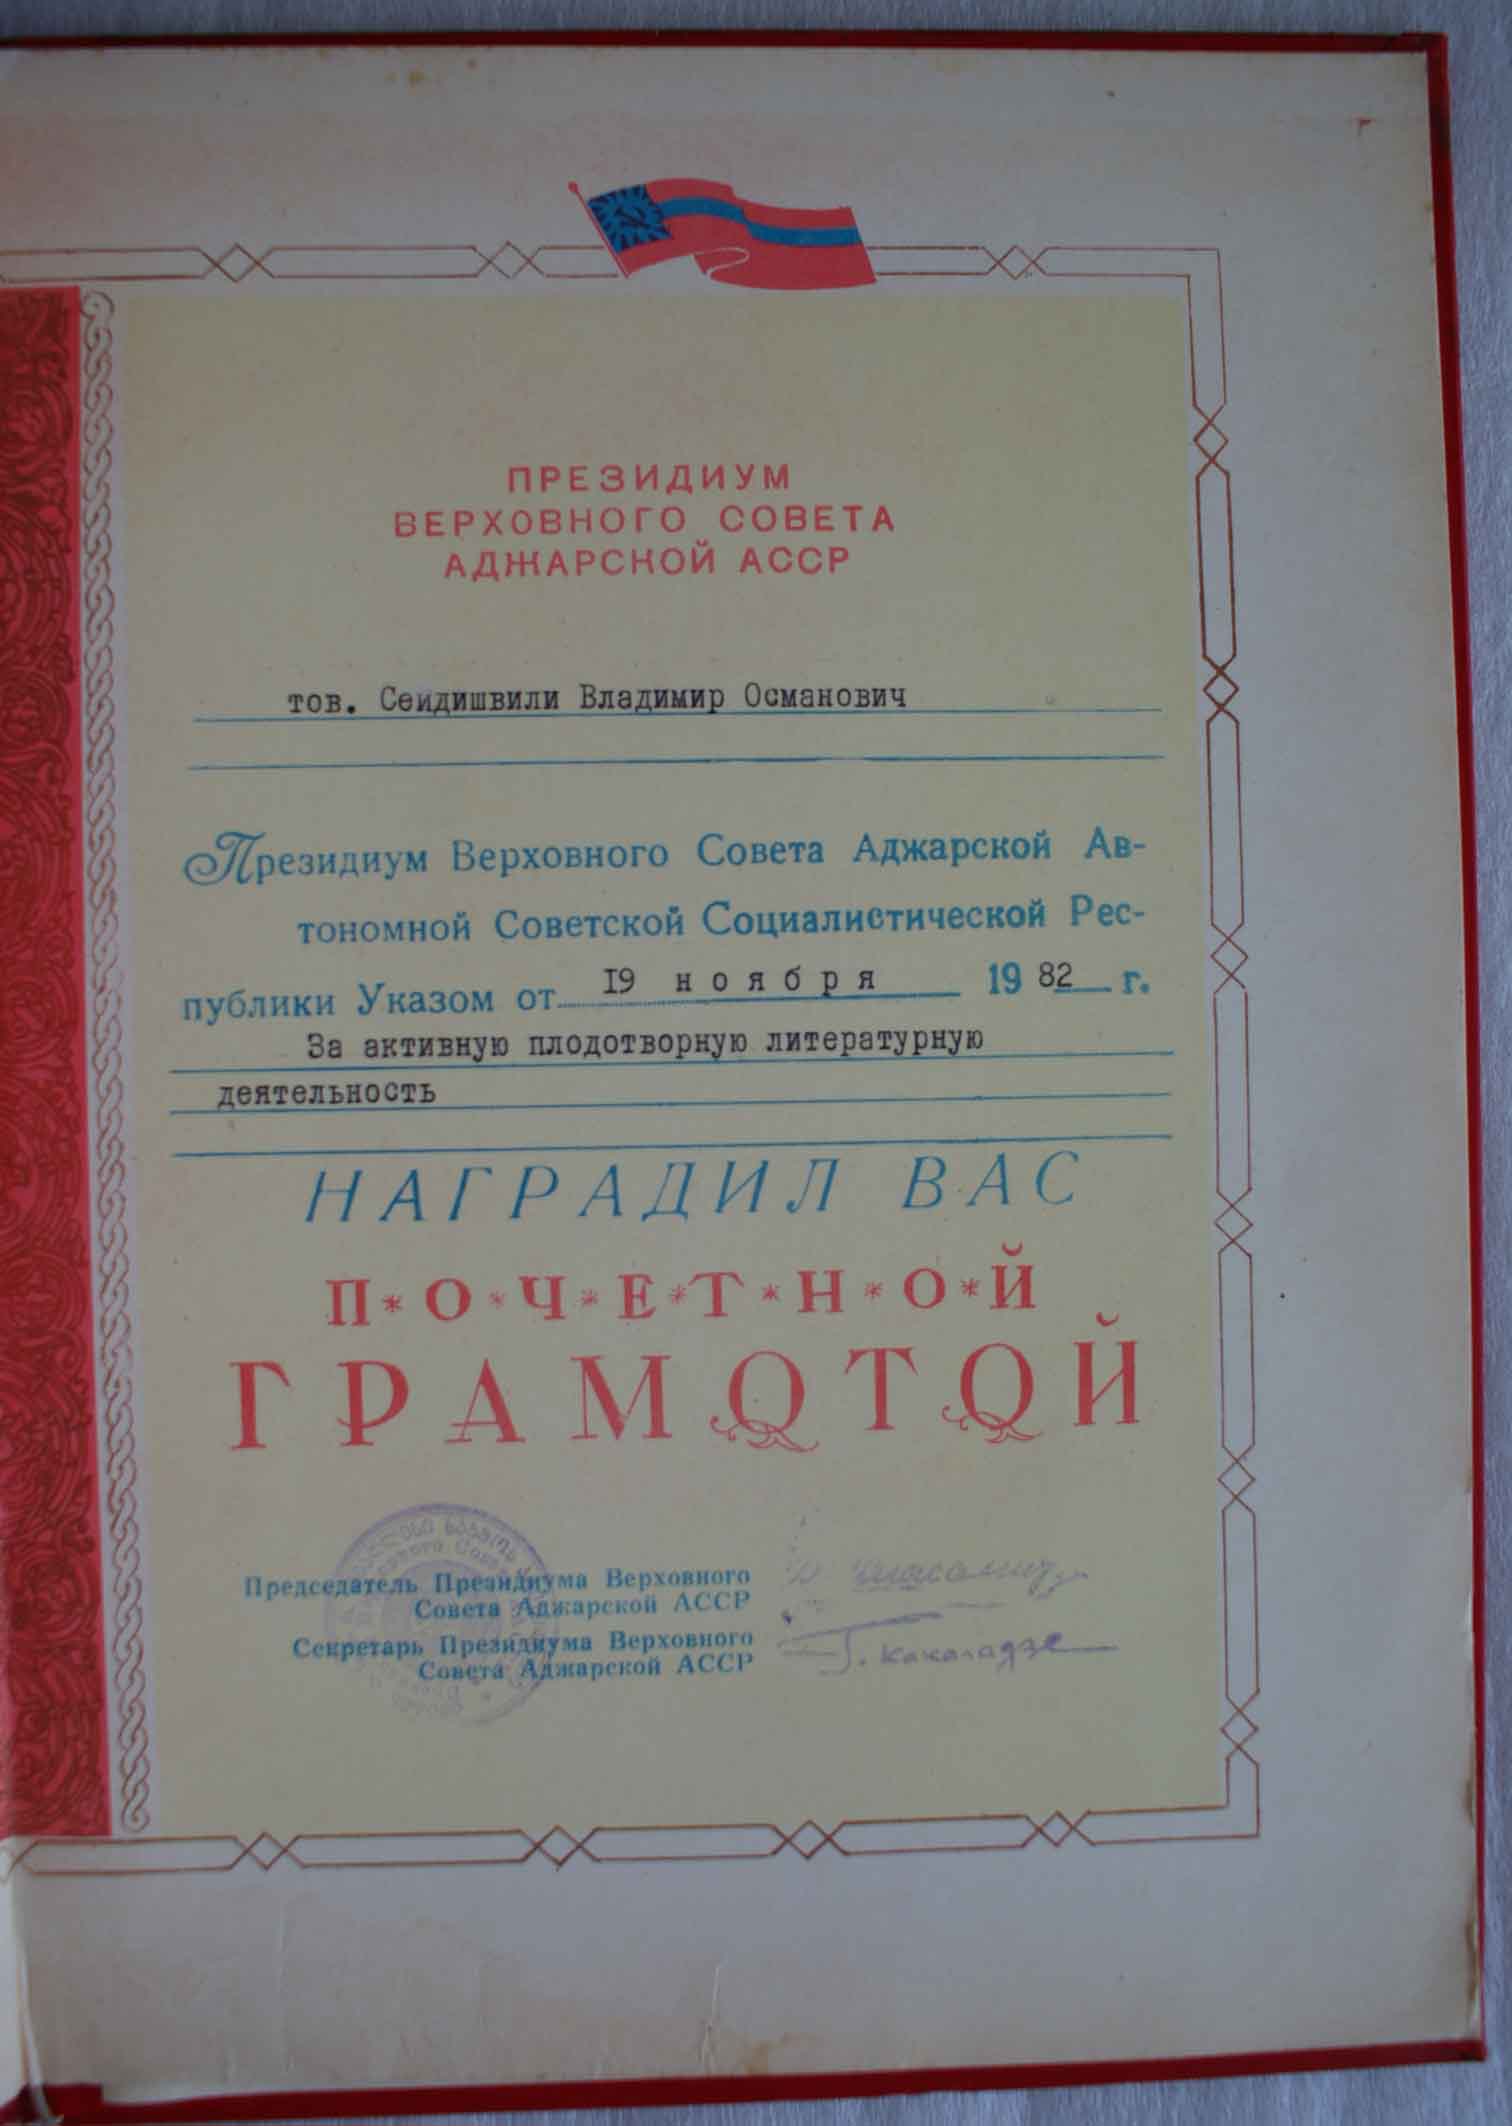 ПРЕЗИДИУМ
ВЕРХОВНОГО СОВЕТА
АДЖАРСКОЙ АССР
тов. Сеидишвили Владимир Османович
Президиум Верховного Совета Аджарской Ав-
тономной Советской Социалистической Рес-
публики Указом от 19 ноября 1982 г.
За активную плодотворную литературную
деятельность
НАГРАДИЛ ВАС
П*О*Ч*Е*Т*Н*О*Й
ГРАМОТОЙ
Председатель Президиума Верховного
Совета Аджарской АССР
Секретарь Президиума Верховного
Совета Аджарской АССР